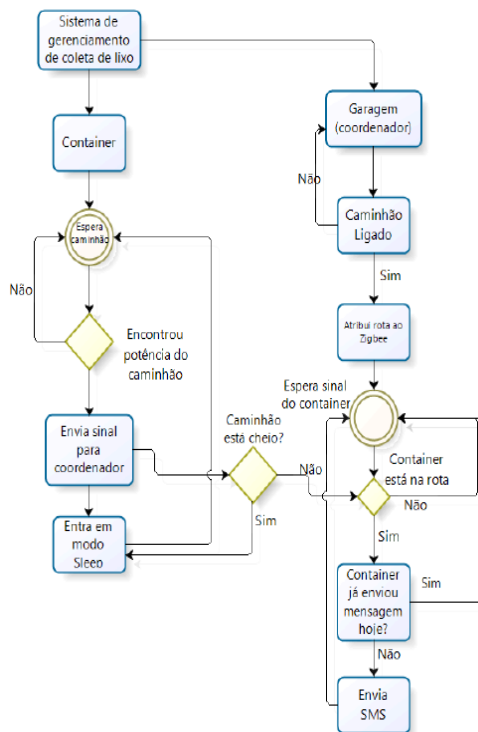 Sistema de
gerenciamento
de coleta de lixo
Container
Espera
caminhão
Não
Encontrou
potência do
caminhão
Envia sinal
para
coordenador
Entra em
modo
Sleep
Caminhão
está cheio?
Não
Sim
Garagem
(coordenador)
Não
Caminhão
Ligado
Sim
Atribui rota ao
Zigbee
Espera sinal
do container
Container
está na rota
Não
Sim
Container
já enviou
mensagem
hoje?
Sim
Não
Envia
SMS